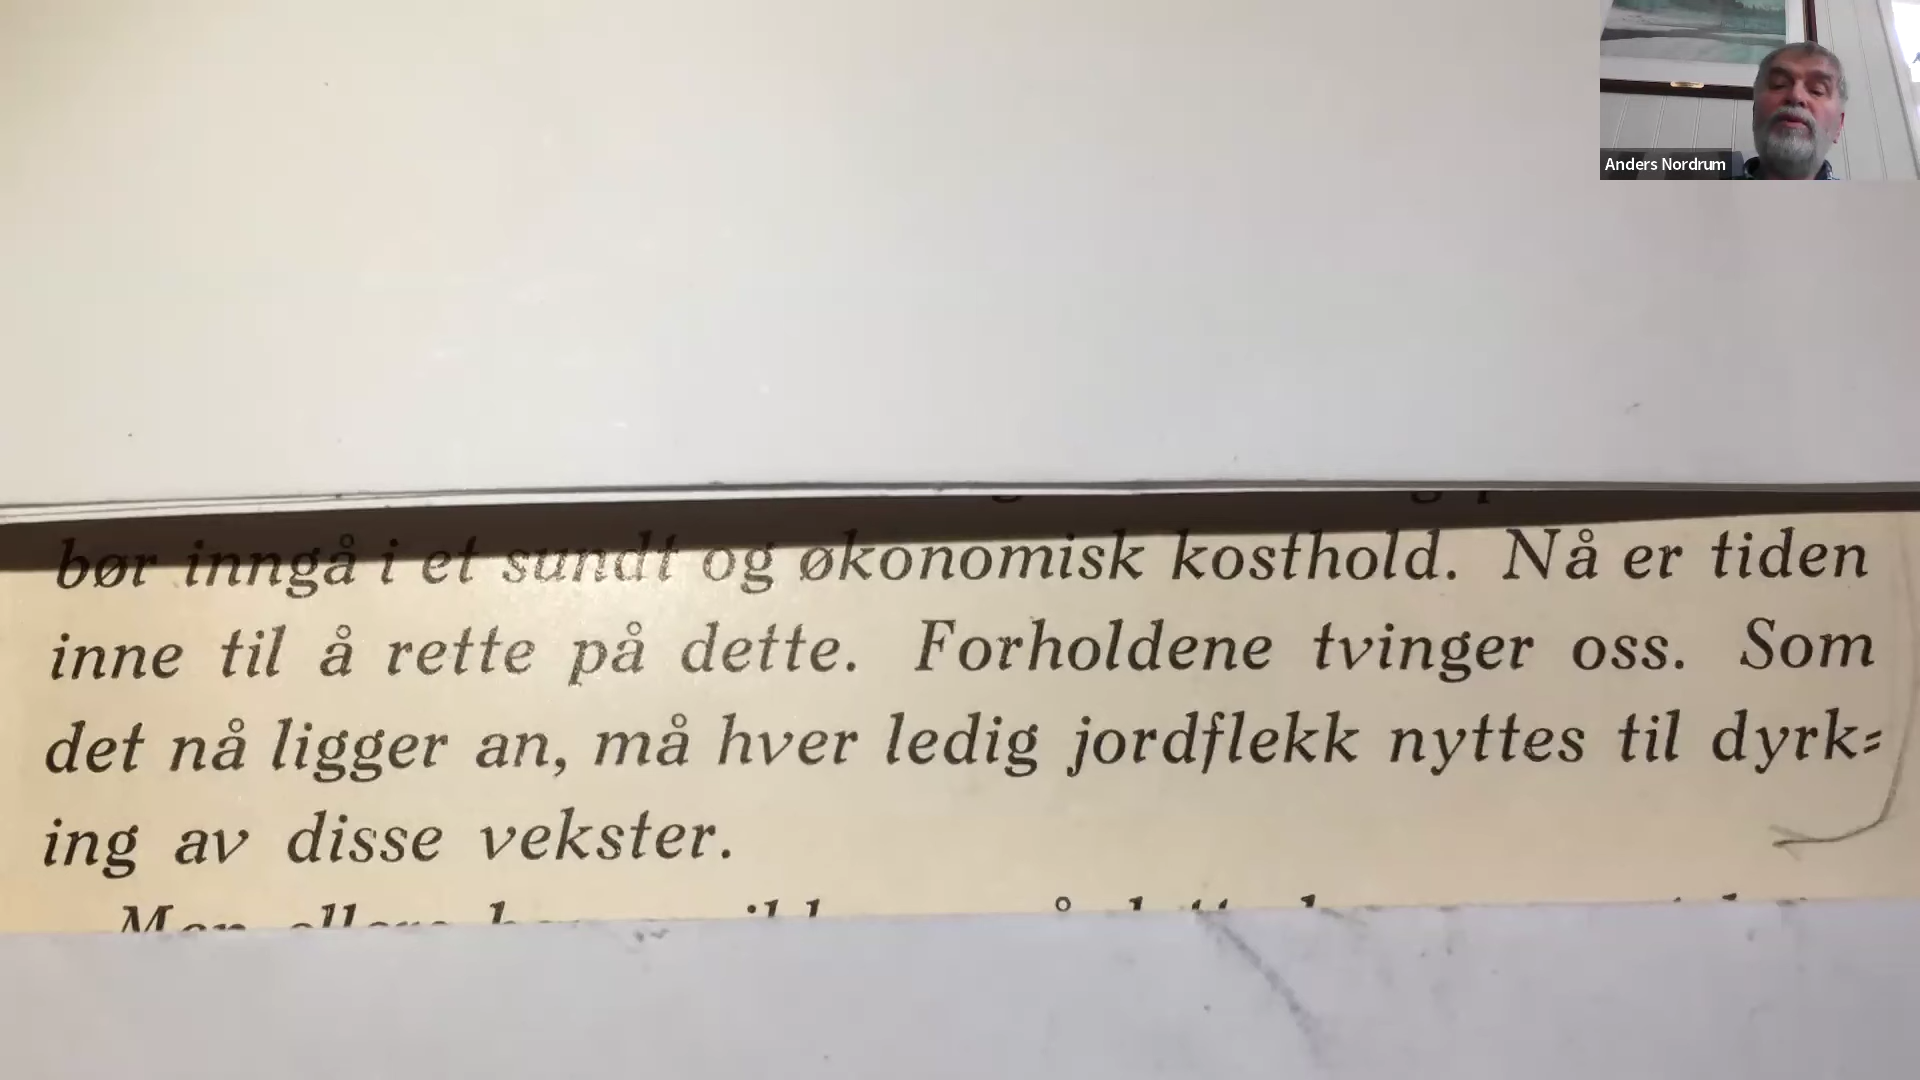 Anders Nordrum
bør inngå i et sundt og økonomisk kosthold. Nå er tiden
inne til å rette på dette. Forholdene tvinger oss. Som
det nå ligger an, må hver ledig jordflekk nyttes til dyrk=
ing av disse vekster.